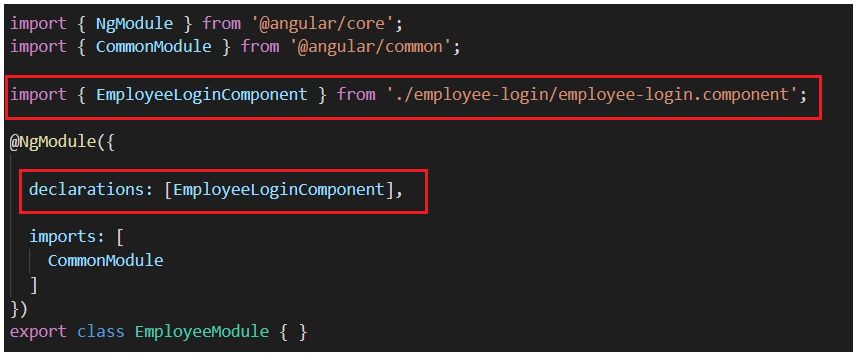 import { NgModule } from '@angular/core';
import { CommonModule } from '@angular/common';
import { EmployeeLoginComponent } from './employee-login/employee-login.component';
@NgModule({
declarations: [EmployeeLoginComponent],
imports: [
CommonModule
]
})
export class EmployeeModule { }